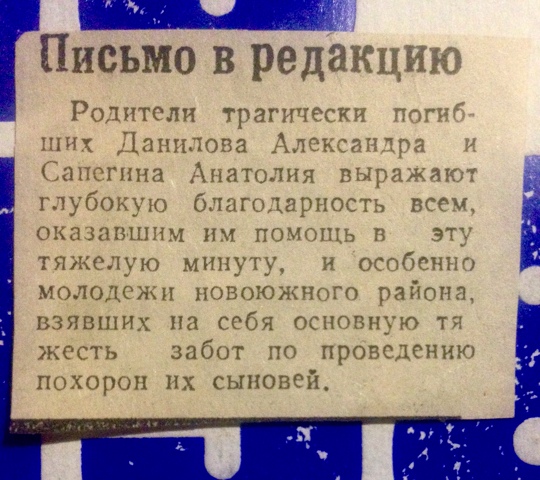 Письмо в редакцию
Родители трагически погиб-
ших Данилова Александра и
Сапегина Анатолия выражают
глубокую благодарность всем,
оказавшим им помощь в эту
тяжелую минуту, и особенно
молодежи новоюжного района,
взявших на себя основную тя
жесть забот по проведению
похорон их сыновей.